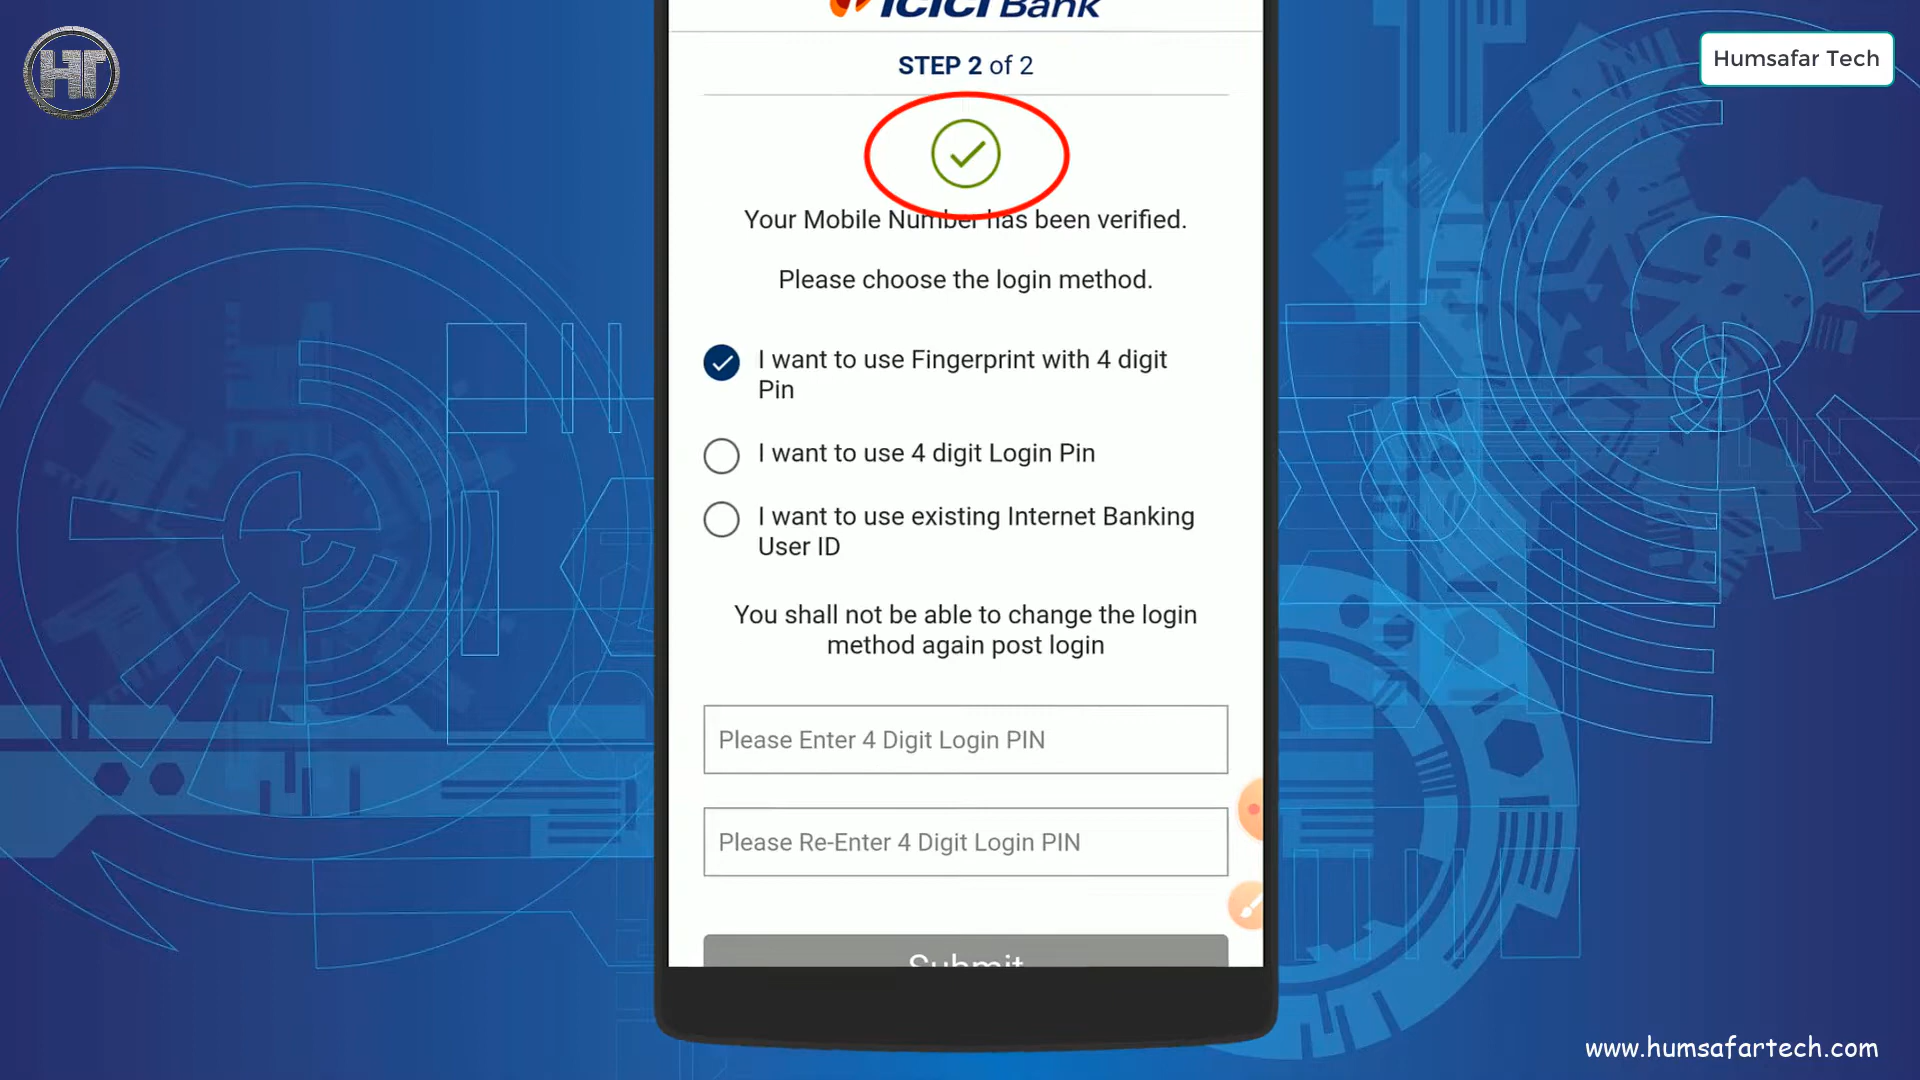 ICICI Bank
HT
Humsafar Tech
STEP 2 of 2
Your Mobile Number has been verified.
Please choose the login method.
I want to use Fingerprint with 4 digit
Pin
I want to use 4 digit Login Pin
I want to use existing Internet Banking
User ID
You shall not be able to change the login
method again post login
Please Enter 4 Digit Login PIN
Please Re-Enter 4 Digit Login PIN
Submit
www.humsafartech.com